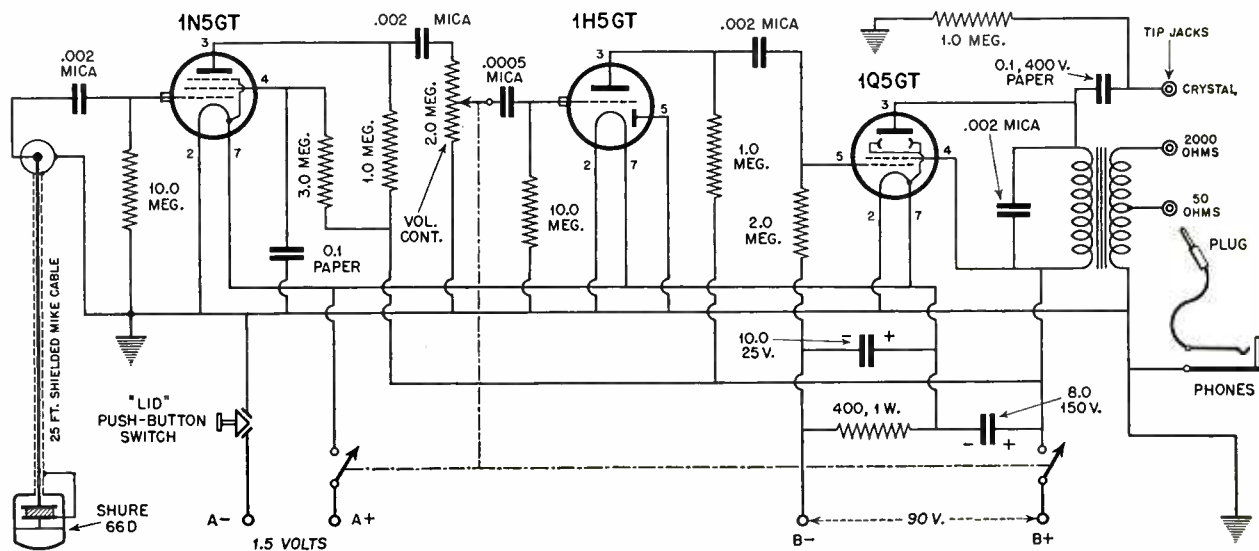 1N5GT
.002 MICA
1H5GT
.002 MICA
1.0 MEG.
TIP JACKS
.002
MICA
3
4
2
7
10.0
MEG.
3.0 MEG.
1.0 MEG.
2.0 MEG.
.0005
MICA
3
5
2
7
1Q5GT
3
5
4
2
7
0.1, 400 V.
PAPER
CRYSTAL
.002 MICA
2000
OHMS
50
OHMS
VOL.
CONT.
10.0
MEG.
1.0
MEG.
2.0
MEG.
0.1
PAPER
PLUG
25 FT. SHIELDED MIKE CABLE
10.0
25 V.
-
+
PHONES
"LID"
PUSH-BUTTON
SWITCH
400, 1 W.
8.0
150 V.
-
+
SHURE
66 D
A-
A+
1.5 VOLTS
B-
90 V.
B+